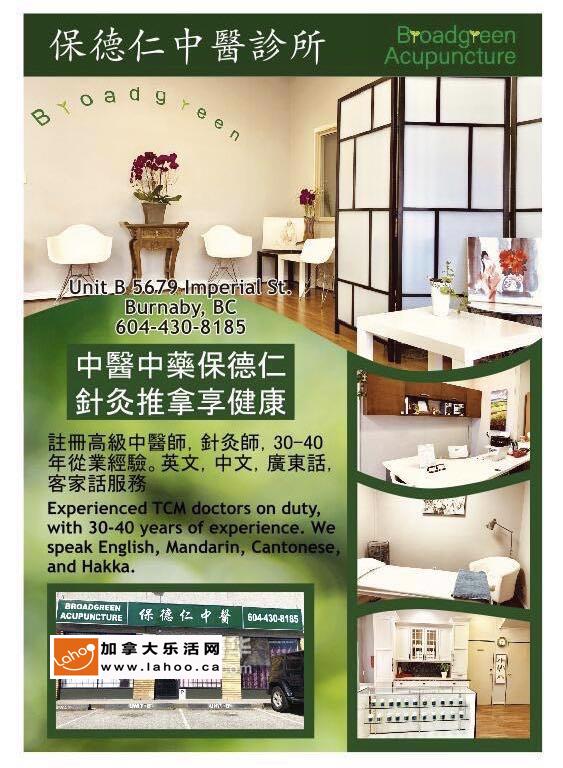 保德仁中醫診所
Broadgreen
Acupuncture
Broadgreen
Unit B 5679 Imperial St.
Burnaby, BC
604-430-8185
中醫中藥保德仁
針灸推拿享健康
註冊高級中醫師, 針灸師, 30-40
年從業經驗。英文, 中文, 廣東話,
客家話服務
Experienced TCM doctors on duty,
with 30-40 years of experience. We
speak English, Mandarin, Cantonese,
and Hakka.
BROADGREEN
ACUPUNCTURE
保德仁中醫
604-430-8185
Lahoo
加拿大乐活网
www.lahoo.ca